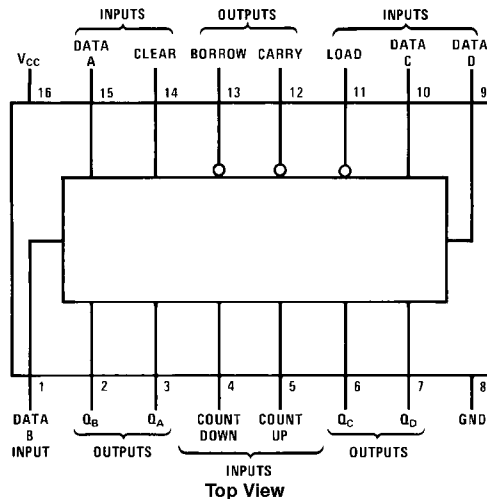 INPUTS OUTPUTS INPUTS
VCC DATA A CLEAR BORROW CARRY LOAD DATA C DATA D
16 15 14 13 12 11 10 9
1 2 3 4 5 6 7 8
DATA B INPUT QB QA COUNT DOWN COUNT UP QC QD GND
OUTPUTS INPUTS OUTPUTS
Top View